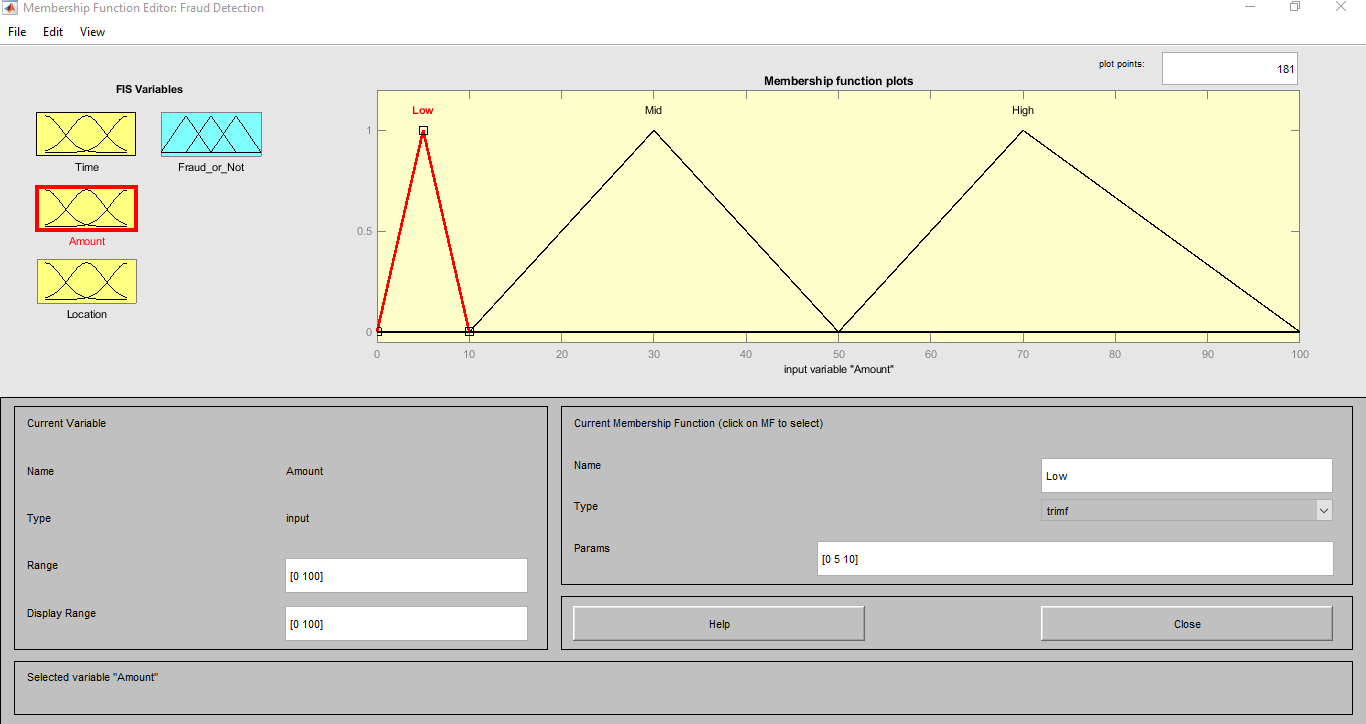 Membership Function Editor: Fraud Detection
File Edit View
plot points: 181
FIS Variables
Membership function plots
Low Mid High
1
0.5
0
0 10 20 30 40 50 60 70 80 90 100
input variable "Amount"
Time Fraud_or_Not
Amount
Location
Current Variable
Name Amount
Type input
Range [0 100]
Display Range [0 100]
Current Membership Function (click on MF to select)
Name Low
Type trimf
Params [0 5 10]
Help Close
Selected variable "Amount"